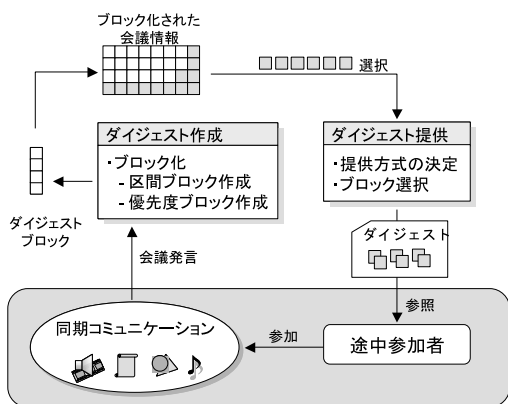 ブロック化された
会議情報
選択
ダイジェスト作成
・ブロック化
- 区間ブロック作成
- 優先度ブロック作成
ダイジェスト提供
・提供方式の決定
・ブロック選択
ダイジェスト
ブロック
ダイジェスト
会議発言
参照
同期コミュニケーション
参加
途中参加者